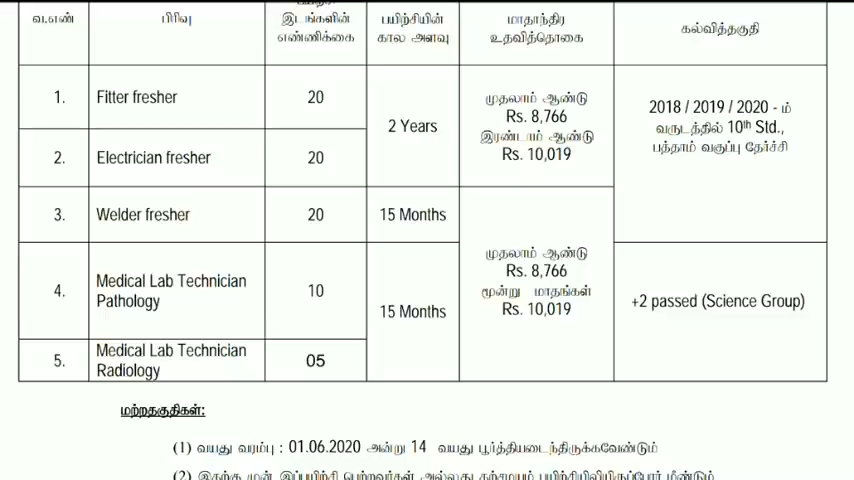 வ.எண்
பிரிவு
இடங்களின்
எண்ணிக்கை
பயிற்சியின்
கால அளவு
மாதாந்திர
உதவித்தொகை
கல்வித்தகுதி
1.
Fitter fresher
20
2 Years
முதலாம் ஆண்டு
Rs. 8,766
இரண்டாம் ஆண்டு
Rs. 10,019
2018 / 2019 / 2020 - ம்
வருடத்தில் 10th Std.,
பத்தாம் வகுப்பு தேர்ச்சி
2.
Electrician fresher
20
3.
Welder fresher
20
15 Months
முதலாம் ஆண்டு
Rs. 8,766
மூன்று மாதங்கள்
Rs. 10,019
4.
Medical Lab Technician
Pathology
10
15 Months
+2 passed (Science Group)
5.
Medical Lab Technician
Radiology
05
மற்றதகுதிகள்:
(1) வயது வரம்பு : 01.06.2020 அன்று 14 வயது பூர்த்தியடைந்திருக்கவேண்டும்
(2) இதற்கு முன் இப்பயிற்சி பெற்றவர்கள் அல்லது தற்சமயம் மீண்டும்